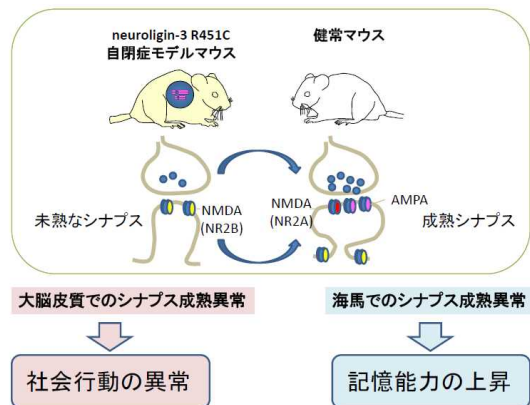 neuroligin-3 R451C
自閉症モデルマウス
健常マウス
未熟なシナプス
NMDA
(NR2B)
NMDA
(NR2A)
AMPA
成熟シナプス
大脳皮質でのシナプス成熟異常
海馬でのシナプス成熟異常
社会行動の異常
記憶能力の上昇